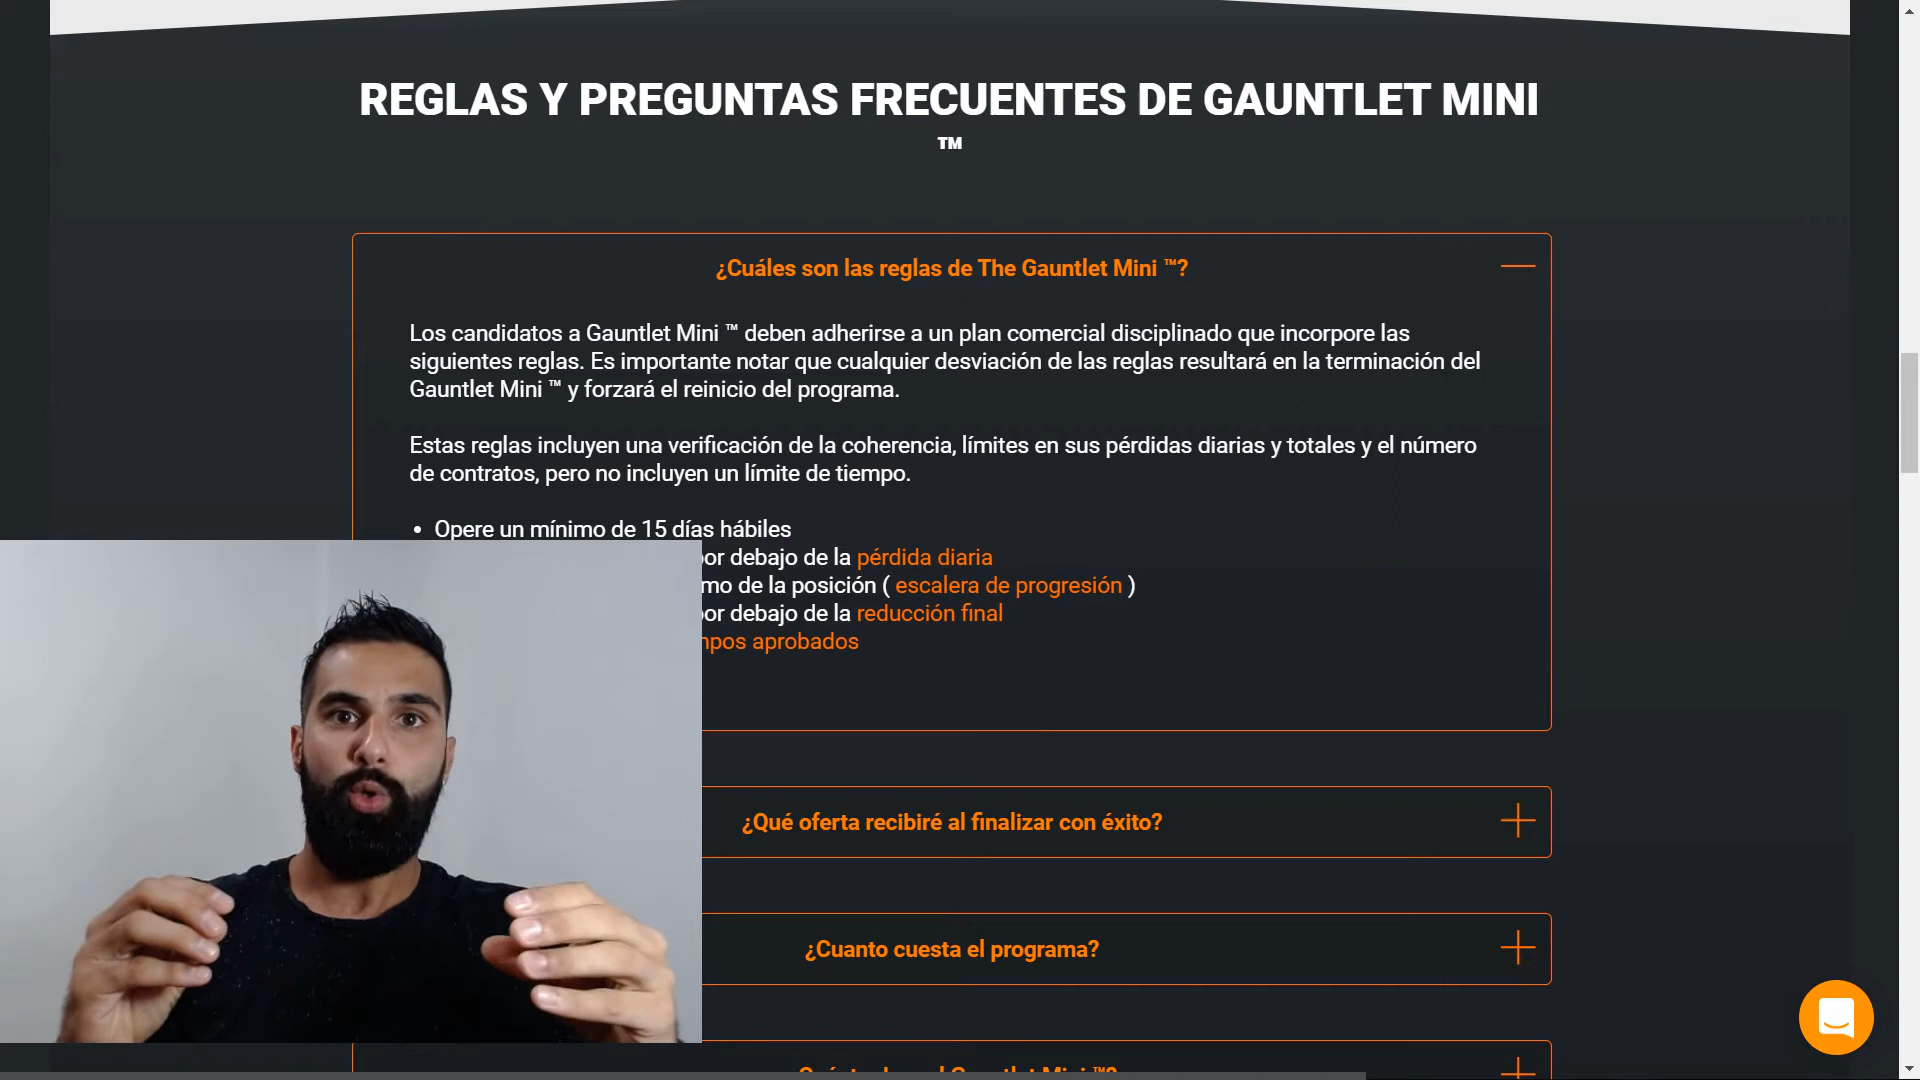 REGLAS Y PREGUNTAS FRECUENTES DE GAUNTLET MINI
™
¿Cuáles son las reglas de The Gauntlet Mini ™?
Los candidatos a Gauntlet Mini ™ deben adherirse a un plan comercial disciplinado que incorpore las
siguientes reglas. Es importante notar que cualquier desviación de las reglas resultará en la terminación del
Gauntlet Mini ™ y forzará el reinicio del programa.
Estas reglas incluyen una verificación de la coherencia, límites en sus pérdidas diarias y totales y el número
de contratos, pero no incluyen un límite de tiempo.
• Opere un mínimo de 15 días hábiles
por debajo de la pérdida diaria
de la posición ( escalera de progresión )
por debajo de la reducción final
aprobados
¿Qué oferta recibiré al finalizar con éxito?
¿Cuanto cuesta el programa?